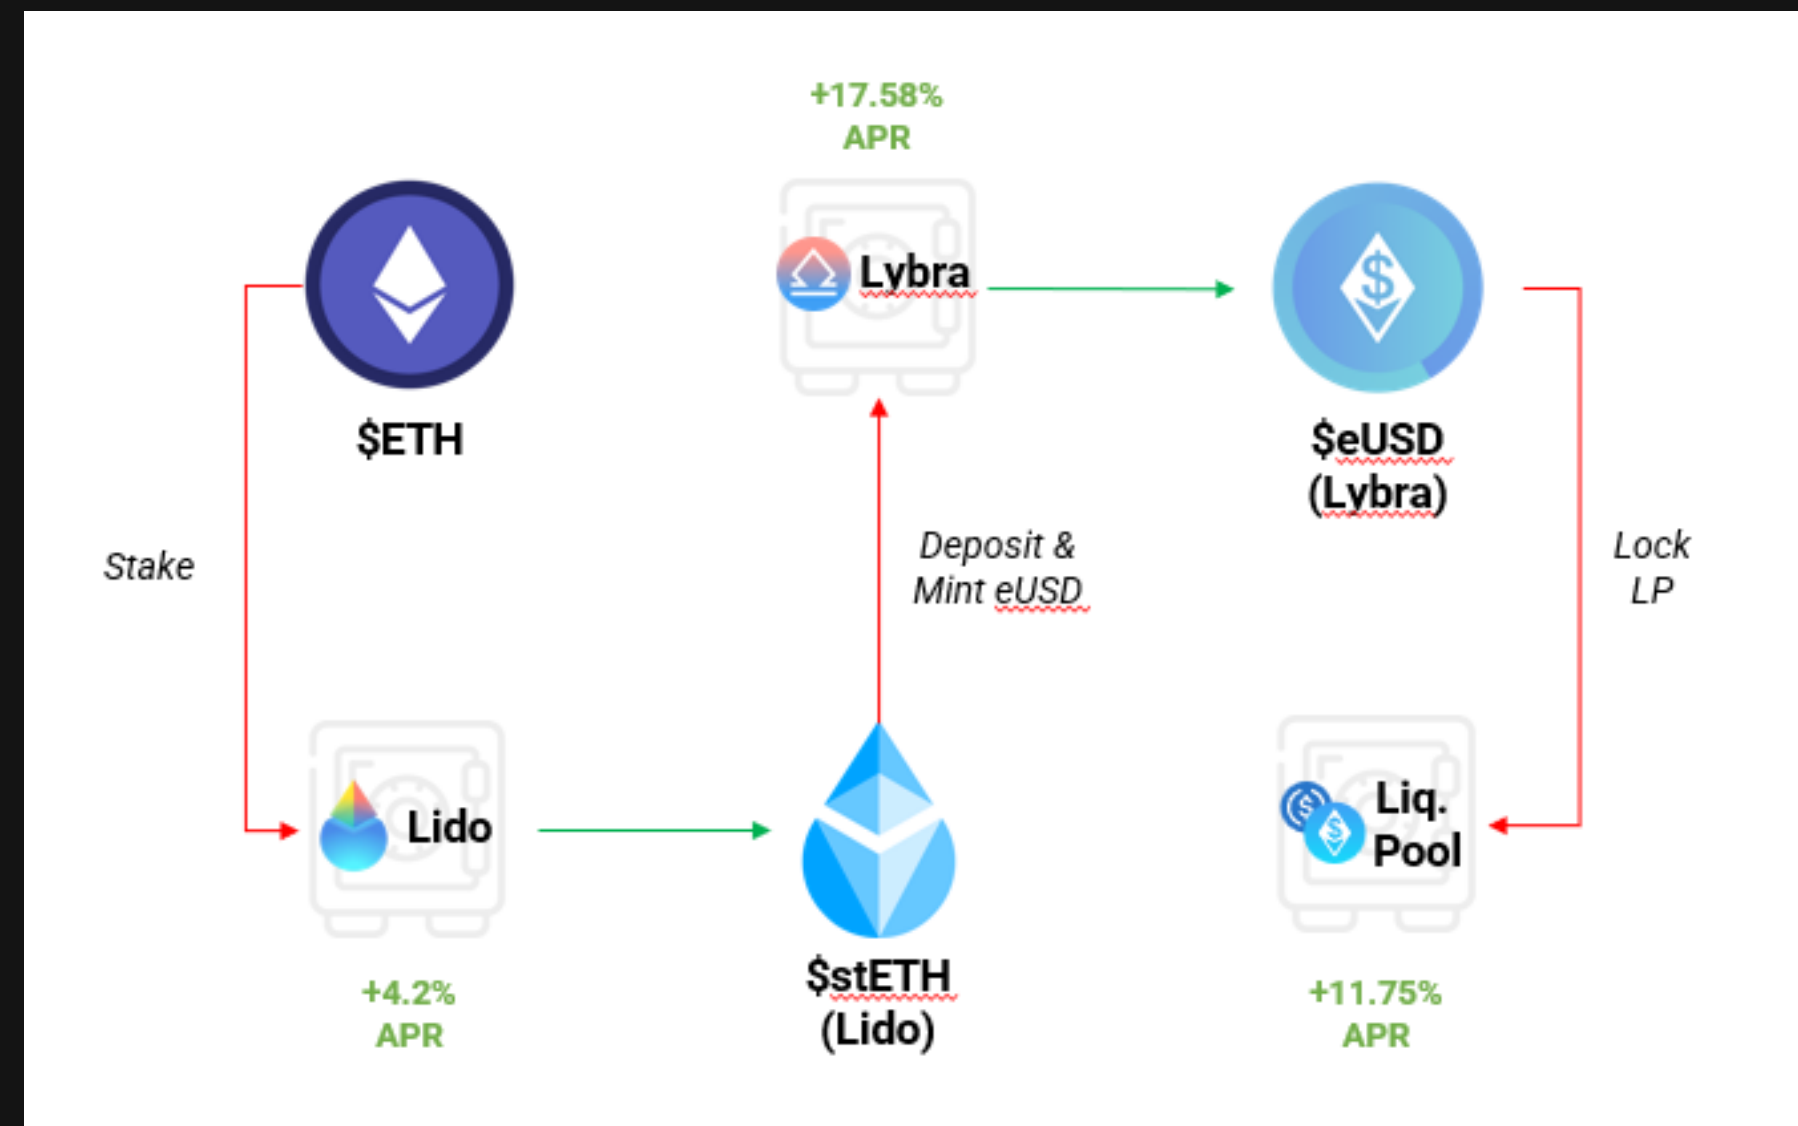 +17.58%
APR
Lybra
$ETH
$eUSD
(Lybra)
Stake
Deposit &
Mint eUSD
Lock
LP
Lido
Liq.
Pool
$stETH
(Lido)
+4.2%
APR
+11.75%
APR